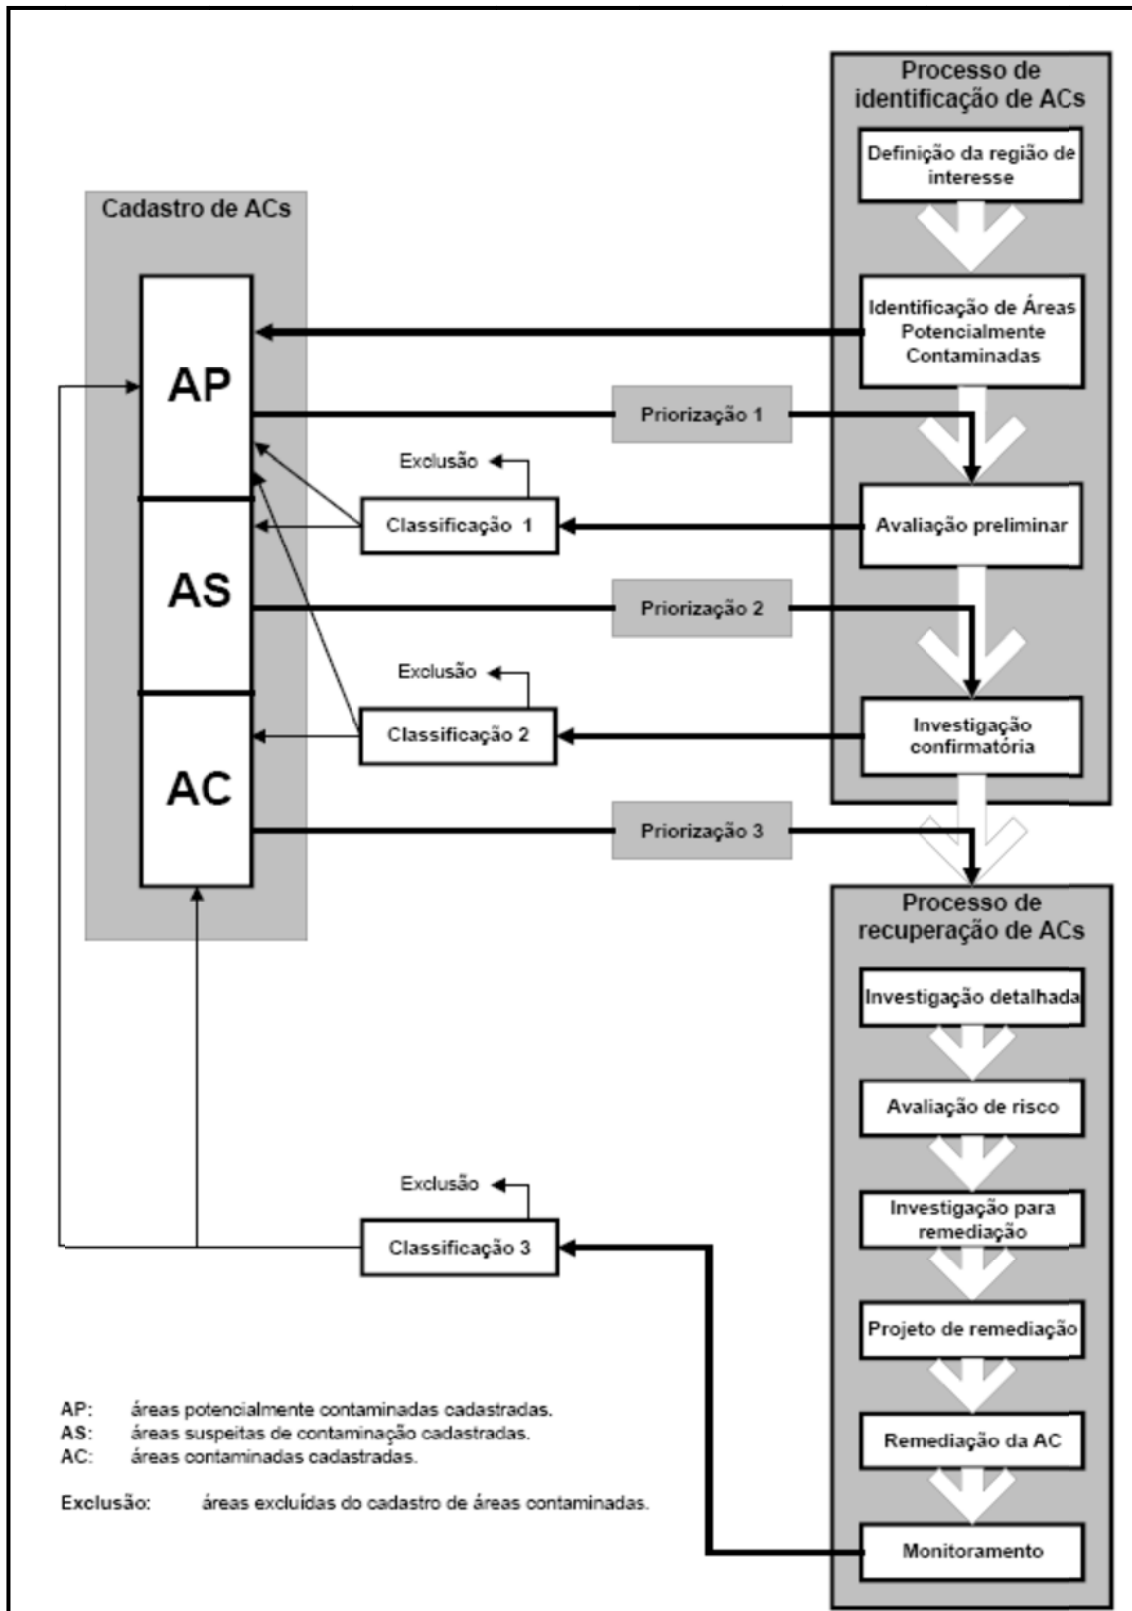 Processo de
identificação de ACs
Definição da região de
interesse
Cadastro de ACs
Identificação de Áreas
Potencialmente
Contaminadas
AP
Priorização 1
Exclusão
Classificação 1
Avaliação preliminar
AS
Priorização 2
Exclusão
Classificação 2
Investigação
confirmatória
AC
Priorização 3
Processo de
recuperação de ACs
Investigação detalhada
Avaliação de risco
Exclusão
Investigação para
remediação
Classificação 3
Projeto de remediação
AP: áreas potencialmente contaminadas cadastradas.
AS: áreas suspeitas de contaminação cadastradas.
AC: áreas contaminadas cadastradas.
Remediação da AC
Exclusão: áreas excluídas do cadastro de áreas contaminadas.
Monitoramento